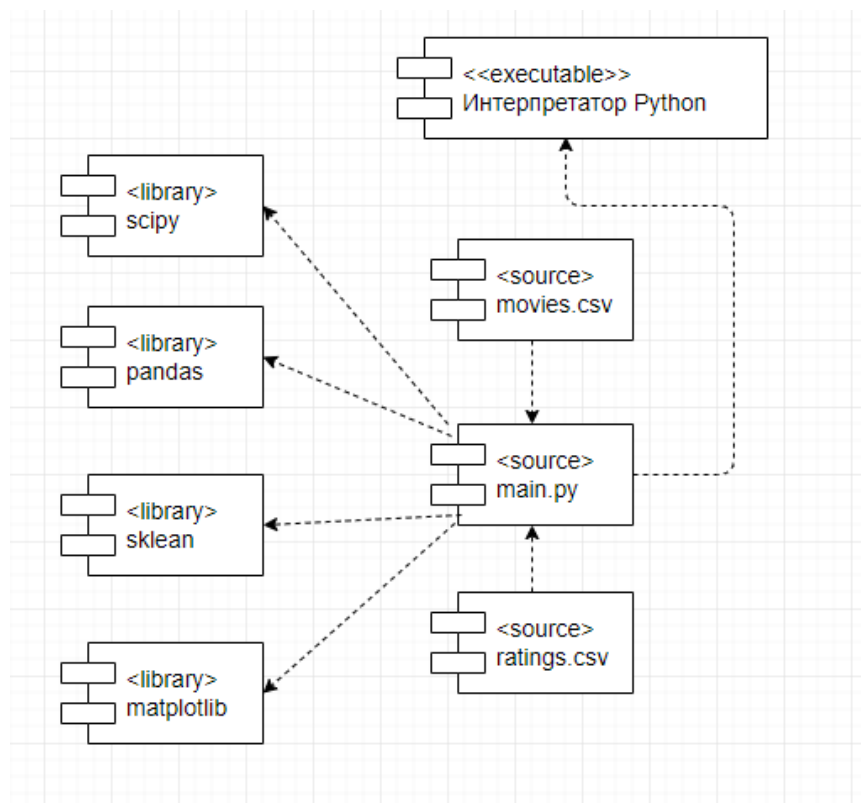 <<executable>>
Интерпретатор Python
<library>
scipy
<source>
movies.csv
<library>
pandas
<source>
main.py
<library>
sklean
<source>
ratings.csv
<library>
matplotlib